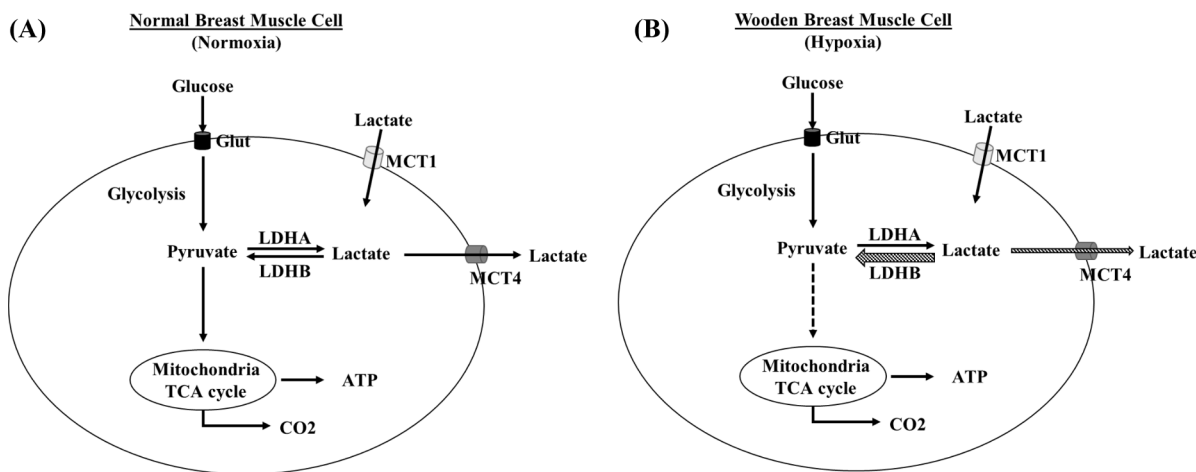 (A)
Normal Breast Muscle Cell
(Normoxia)
Glucose
Glut
Lactate
MCT1
Glycolysis
Pyruvate
LDHA
LDHB
Lactate
MCT4
Lactate
Mitochondria
TCA cycle
ATP
CO2
(B)
Wooden Breast Muscle Cell
(Hypoxia)
Glucose
Glut
Lactate
MCT1
Glycolysis
Pyruvate
LDHA
LDHB
Lactate
MCT4
Lactate
Mitochondria
TCA cycle
ATP
CO2